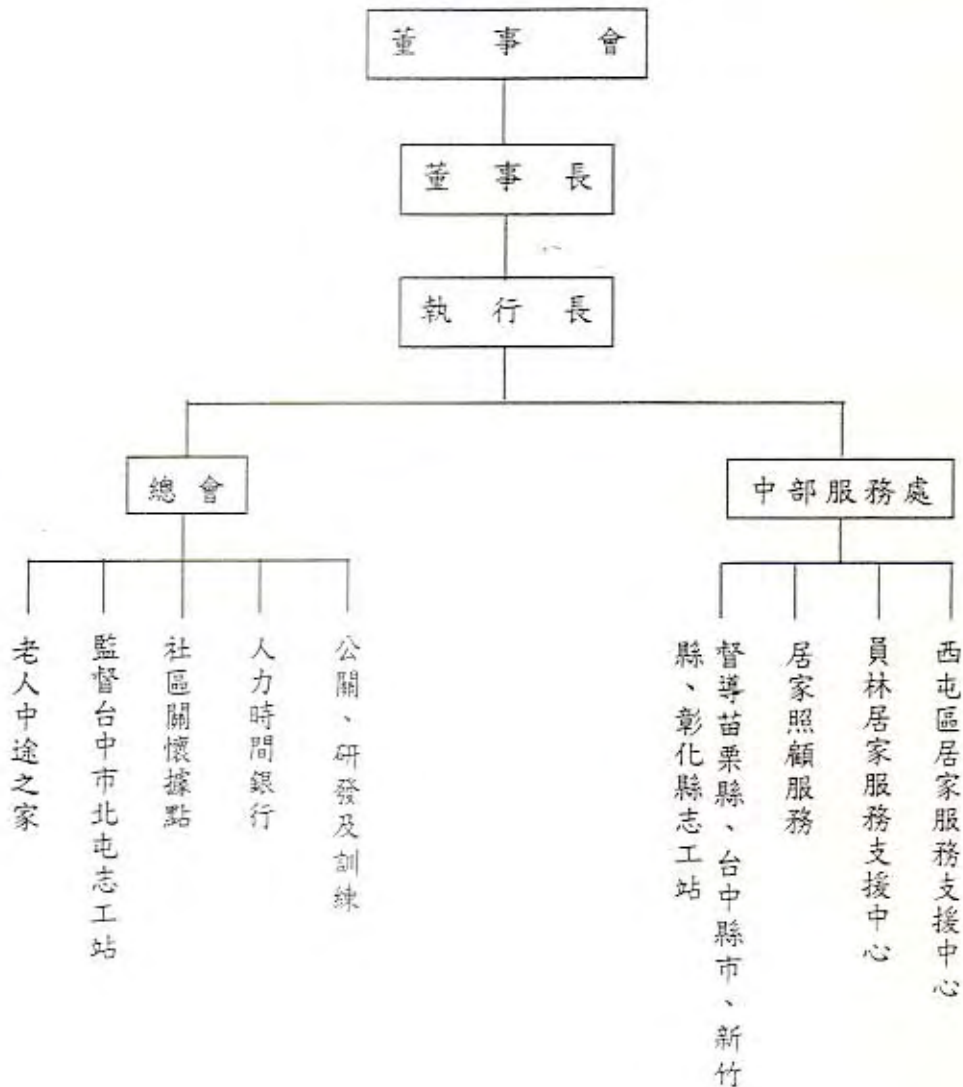 董事會
董事長
執行長
總會
中部服務處
老人中途之家
監督台中市北屯志工站
社區關懷據點
人力時間銀行
公關、研發及訓練
督導苗栗縣、台中縣市、新竹
縣、彰化縣志工站
居家照顧服務
員林居家服務支援中心
西屯區居家服務支援中心